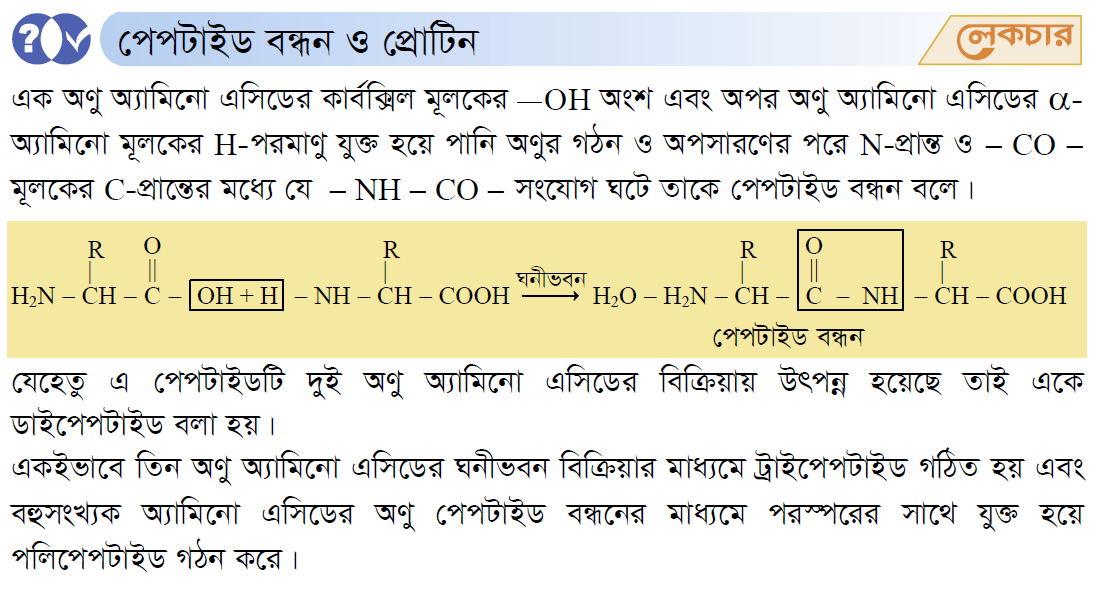 পেপটাইড বন্ধন ও প্রোটিন
লেকচার
এক অণু অ্যামিনো এসিডের কার্বক্সিল মূলকের —OH অংশ এবং অপর অণু অ্যামিনো এসিডের α-
অ্যামিনো মূলকের H-পরমাণু যুক্ত হয়ে পানি অণুর গঠন ও অপসারণের পরে N-প্রান্ত ও – CO –
মূলকের C-প্রান্তের মধ্যে যে – NH – CO – সংযোগ ঘটে তাকে পেপটাইড বন্ধন বলে।
R O R R O R
H₂N – CH – C – OH + H – NH – CH – COOH ঘনীভবন H₂O – H₂N – CH – C – NH – CH – COOH
পেপটাইড বন্ধন
যেহেতু এ পেপটাইডটি দুই অণু অ্যামিনো এসিডের বিক্রিয়ায় উৎপন্ন হয়েছে তাই একে
ডাইপেপটাইড বলা হয়।
একইভাবে তিন অণু অ্যামিনো এসিডের ঘনীভবন বিক্রিয়ার মাধ্যমে ট্রাইপেপটাইড গঠিত হয় এবং
বহুসংখ্যক অ্যামিনো এসিডের অণু পেপটাইড বন্ধনের মাধ্যমে পরস্পরের সাথে যুক্ত হয়ে
পলিপেপটাইড গঠন করে।